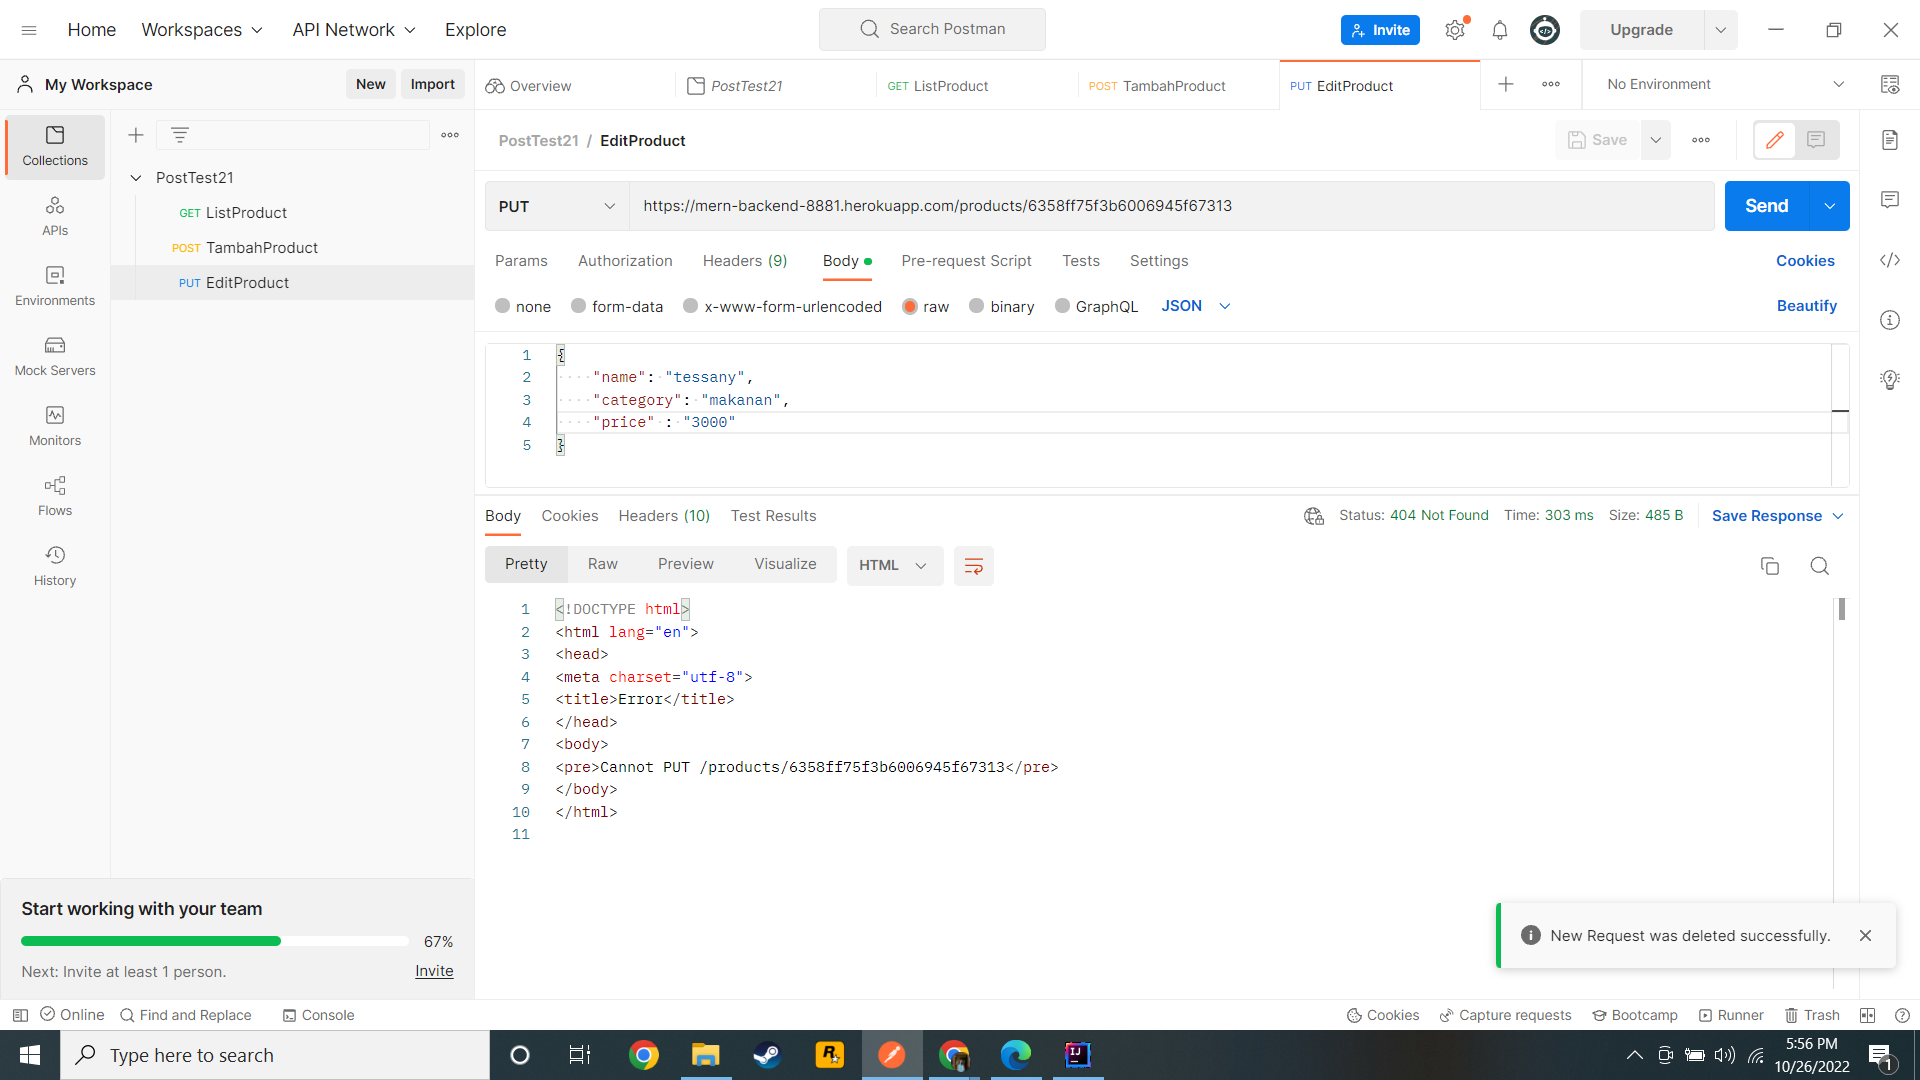 Home Workspaces API Network Explore Search Postman Invite Upgrade
My Workspace New Import Overview PostTest21 GET ListProduct POST TambahProduct PUT EditProduct No Environment
Collections
APIs
Environments
Mock Servers
Monitors
Flows
History
PostTest21
GET ListProduct
POST TambahProduct
PUT EditProduct
PostTest21 / EditProduct Save
PUT https://mern-backend-8881.herokuapp.com/products/6358ff75f3b6006945f67313 Send
Params Authorization Headers (9) Body Pre-request Script Tests Settings Cookies
none form-data x-www-form-urlencoded raw binary GraphQL JSON Beautify
1 {
2 "name": "tessany",
3 "category": "makanan",
4 "price" : "3000"
5 }
Body Cookies Headers (10) Test Results Status: 404 Not Found Time: 303 ms Size: 485 B Save Response
Pretty Raw Preview Visualize HTML
1 <!DOCTYPE html>
2 <html lang="en">
3 <head>
4 <meta charset="utf-8">
5 <title>Error</title>
6 </head>
7 <body>
8 <pre>Cannot PUT /products/6358ff75f3b6006945f67313</pre>
9 </body>
10 </html>
11
Start working with your team
67%
Next: Invite at least 1 person. Invite
New Request was deleted successfully.
Online Find and Replace Console Cookies Capture requests Bootcamp Runner Trash
Type here to search
5:56 PM
10/26/2022
1